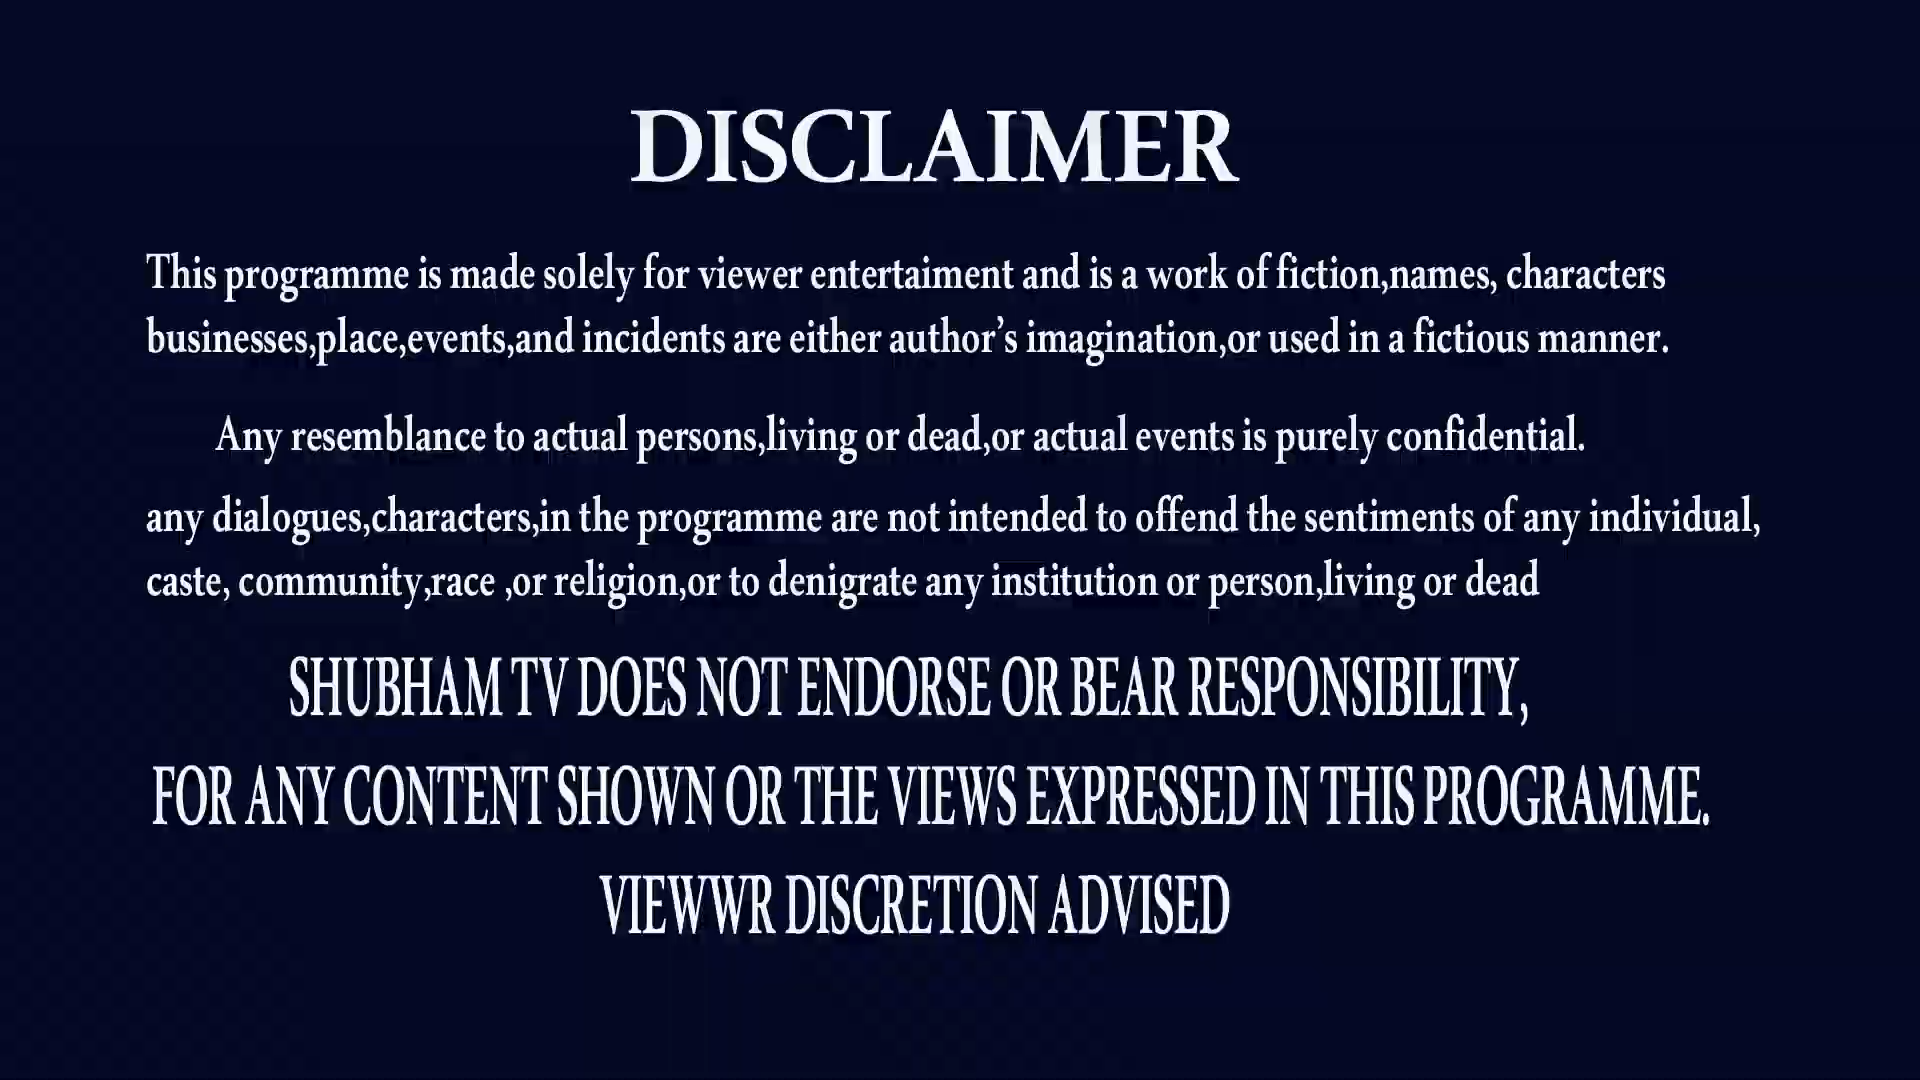 DISCLAIMER
This programme is made solely for viewer entertaiment and is a work of fiction,names, characters
businesses,place,events,and incidents are either author’s imagination,or used in a fictious manner.
Any resemblance to actual persons,living or dead,or actual events is purely confidential.
any dialogues,characters,in the programme are not intended to offend the sentiments of any individual,
caste, community,race ,or religion,or to denigrate any institution or person,living or dead
SHUBHAM TV DOES NOT ENDORSE OR BEAR RESPONSIBILITY,
FOR ANY CONTENT SHOWN OR THE VIEWS EXPRESSED IN THIS PROGRAMME.
VIEWWR DISCRETION ADVISED